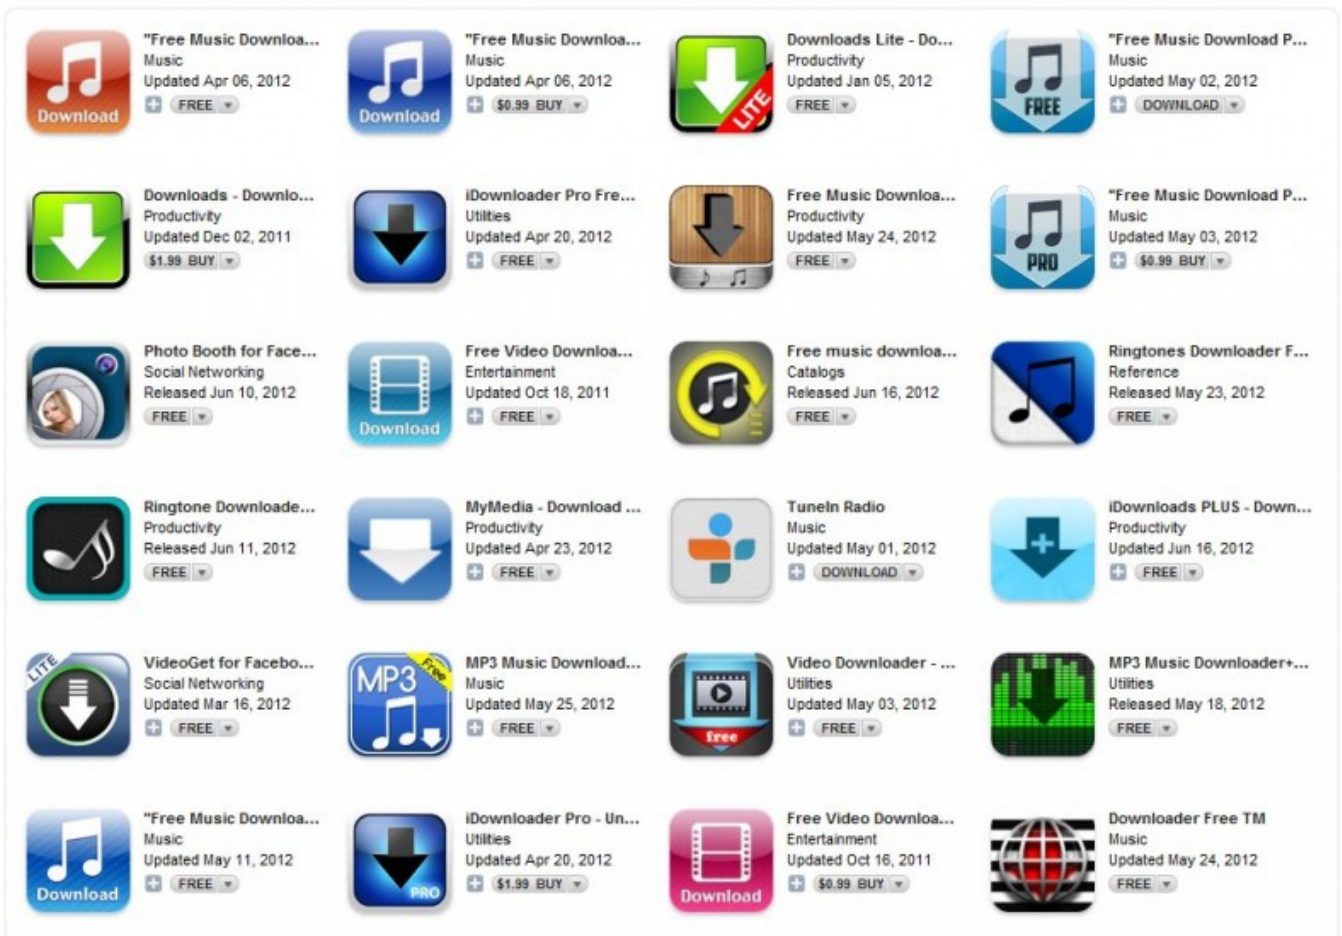 "Free Music Downloa...
Music
Updated Apr 06, 2012
FREE
Download
"Free Music Downloa...
Music
Updated Apr 06, 2012
$0.99 BUY
Download
Downloads Lite - Do...
Productivity
Updated Jan 05, 2012
FREE
LITE
"Free Music Download P...
Music
Updated May 02, 2012
DOWNLOAD
FREE
Downloads - Downlo...
Productivity
Updated Dec 02, 2011
$1.99 BUY
iDownloader Pro Fre...
Utilities
Updated Apr 20, 2012
FREE
Free Music Downloa...
Productivity
Updated May 24, 2012
FREE
"Free Music Download P...
Music
Updated May 03, 2012
$0.99 BUY
PRO
Photo Booth for Face...
Social Networking
Released Jun 10, 2012
FREE
Free Video Downloa...
Entertainment
Updated Oct 18, 2011
FREE
Download
Free music downloa...
Catalogs
Released Jun 16, 2012
FREE
Ringtones Downloader F...
Reference
Released May 23, 2012
FREE
Ringtone Downloade...
Productivity
Released Jun 11, 2012
FREE
MyMedia - Download ...
Productivity
Updated Apr 23, 2012
FREE
TuneIn Radio
Music
Updated May 01, 2012
DOWNLOAD
iDownloads PLUS - Down...
Productivity
Updated Jun 16, 2012
FREE
LITE
VideoGet for Facebo...
Social Networking
Updated Mar 16, 2012
FREE
MP3
Free
MP3 Music Download...
Music
Updated May 25, 2012
FREE
Video Downloader - ...
Utilities
Updated May 03, 2012
FREE
free
MP3 Music Downloader+...
Utilities
Released May 18, 2012
FREE
"Free Music Downloa...
Music
Updated May 11, 2012
FREE
Download
iDownloader Pro - Un...
Utilities
Updated Apr 20, 2012
$1.99 BUY
PRO
Free Video Downloa...
Entertainment
Updated Oct 16, 2011
$0.99 BUY
Download
Downloader Free TM
Music
Updated May 24, 2012
FREE